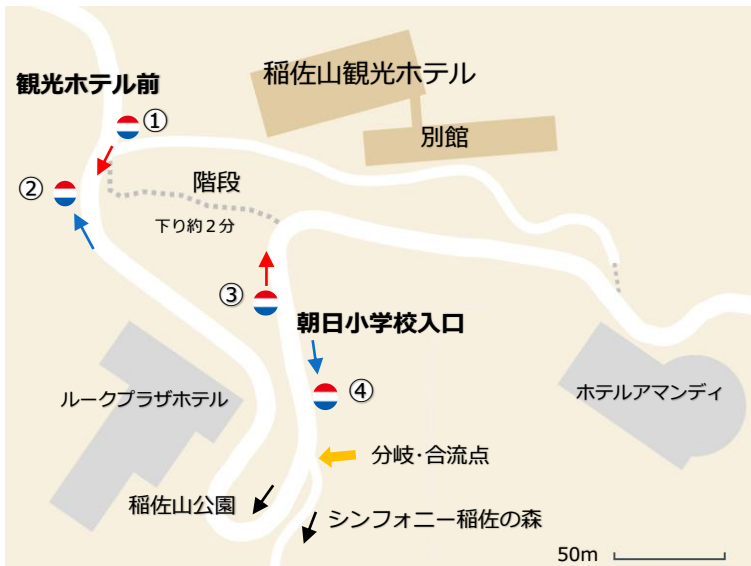 稲佐山観光ホテル
観光ホテル前
①
別館
②
階段
下り約2分
③
朝日小学校入口
④
ルークプラザホテル
ホテルアマンディ
分岐・合流点
稲佐山公園
シンフォニー稲佐の森
50m